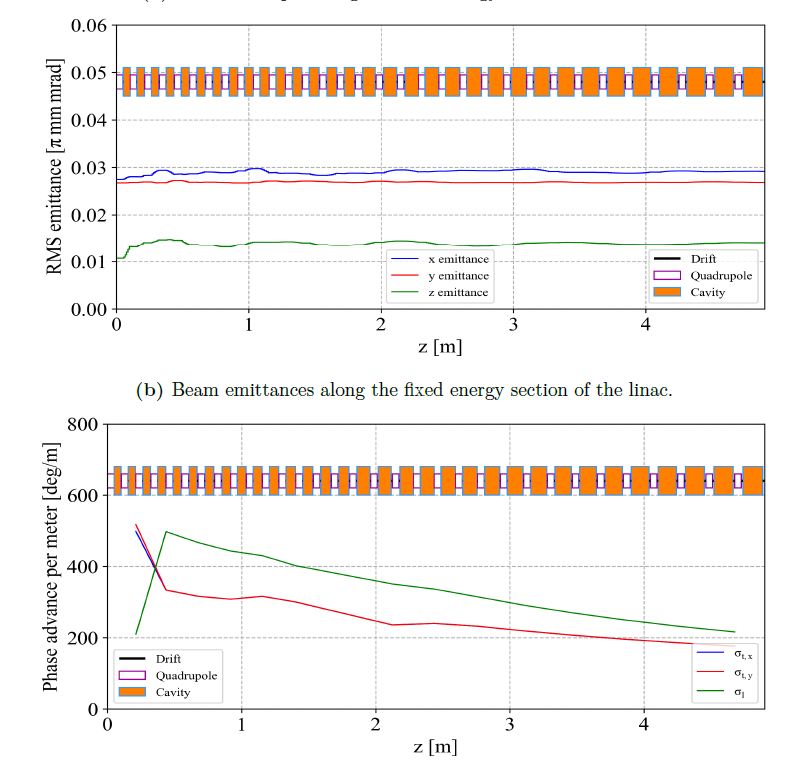 0.06
0.05
0.04
0.03
0.02
0.01
0.00
RMS emittance [π mm mrad]
x emittance
y emittance
z emittance
Drift
Quadrupole
Cavity
0 1 2 3 4
z [m]
(b) Beam emittances along the fixed energy section of the linac.
800
600
400
200
0
Phase advance per meter [deg/m]
Drift
Quadrupole
Cavity
σt, x
σt, y
σl
0 1 2 3 4
z [m]